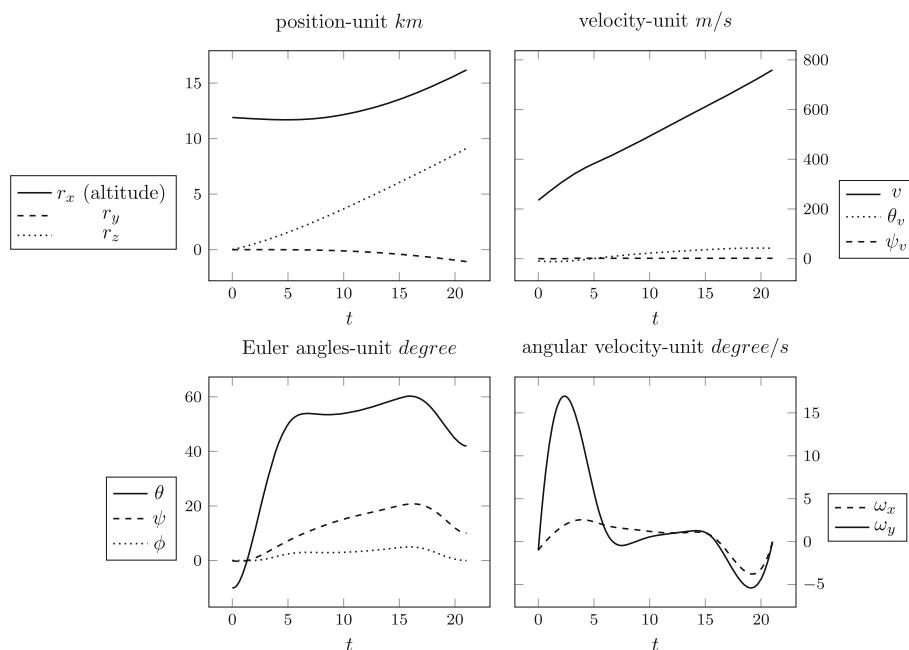 position-unit km
velocity-unit m/s
15
10
5
0
0 5 10 15 20
t
r_x (altitude)
r_y
r_z
800
600
400
200
0
0 5 10 15 20
t
v
θ_v
ψ_v
Euler angles-unit degree
angular velocity-unit degree/s
60
40
20
0
0 5 10 15 20
t
θ
ψ
ϕ
15
10
5
0
−5
0 5 10 15 20
t
ω_x
ω_y